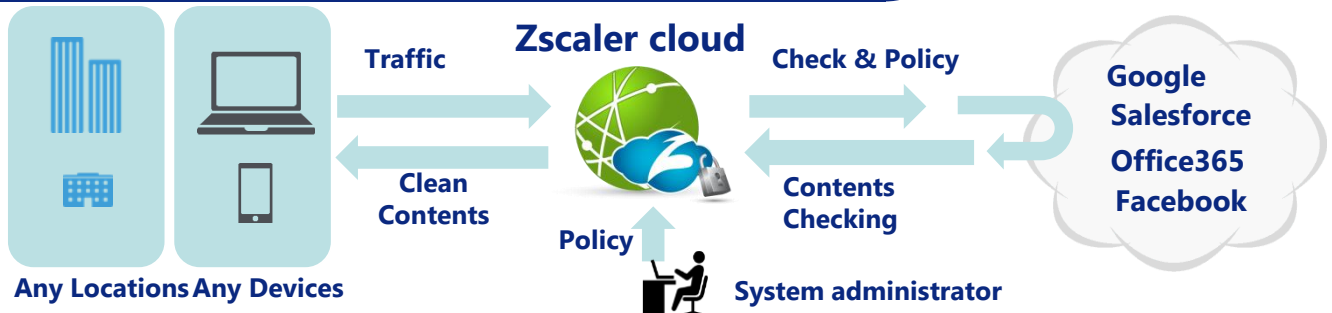 Traffic
Zscaler cloud
Check & Policy
Google
Salesforce
Office365
Facebook
Clean
Contents
Contents
Checking
Policy
Any Locations
Any Devices
System administrator